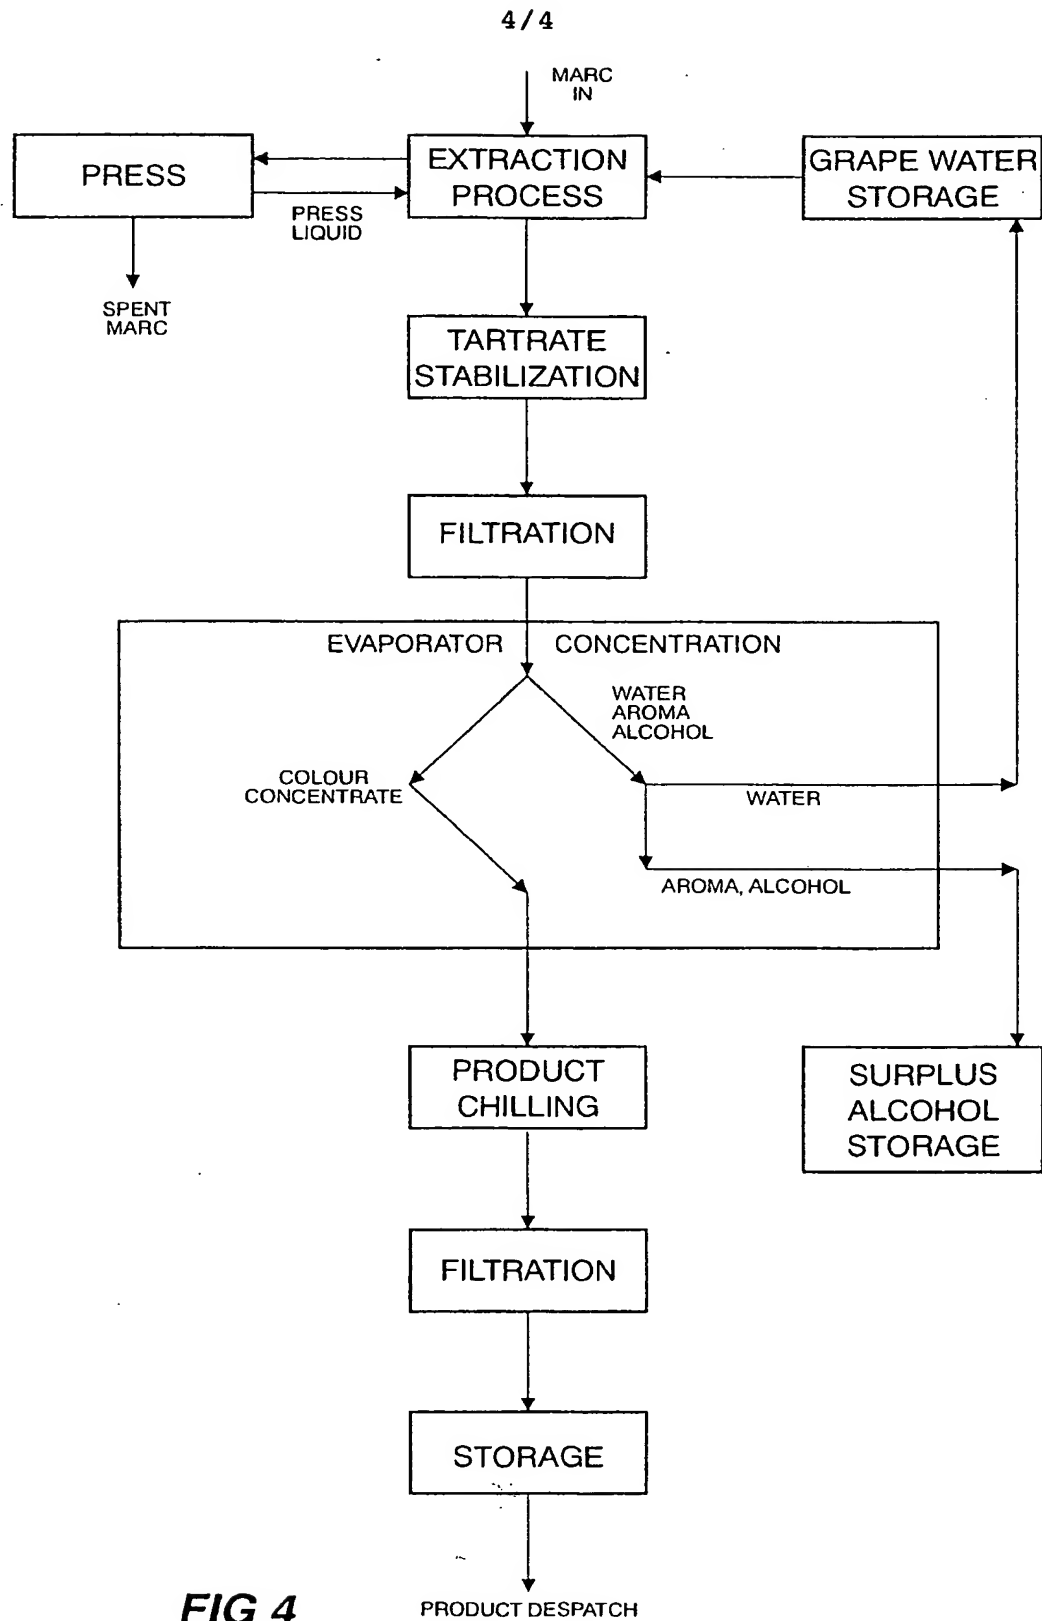 4/4
MARC
IN
PRESS
EXTRACTION
PROCESS
GRAPE WATER
STORAGE
PRESS
LIQUID
SPENT
MARC
TARTRATE
STABILIZATION
FILTRATION
EVAPORATOR CONCENTRATION
WATER
AROMA
ALCOHOL
COLOUR
CONCENTRATE
WATER
AROMA, ALCOHOL
PRODUCT
CHILLING
SURPLUS
ALCOHOL
STORAGE
FILTRATION
STORAGE
PRODUCT DESPATCH
FIG 4